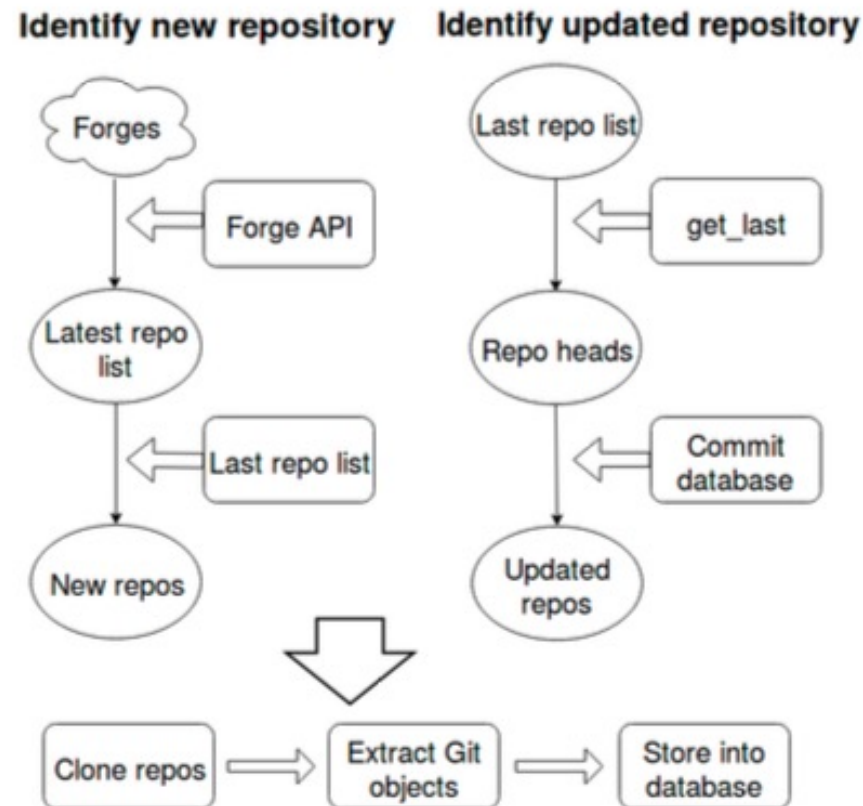 Identify new repository
Forges
Forge API
Latest repo
list
Last repo list
New repos
Identify updated repository
Last repo list
get_last
Repo heads
Commit
database
Updated
repos
Clone repos
Extract Git
objects
Store into
database